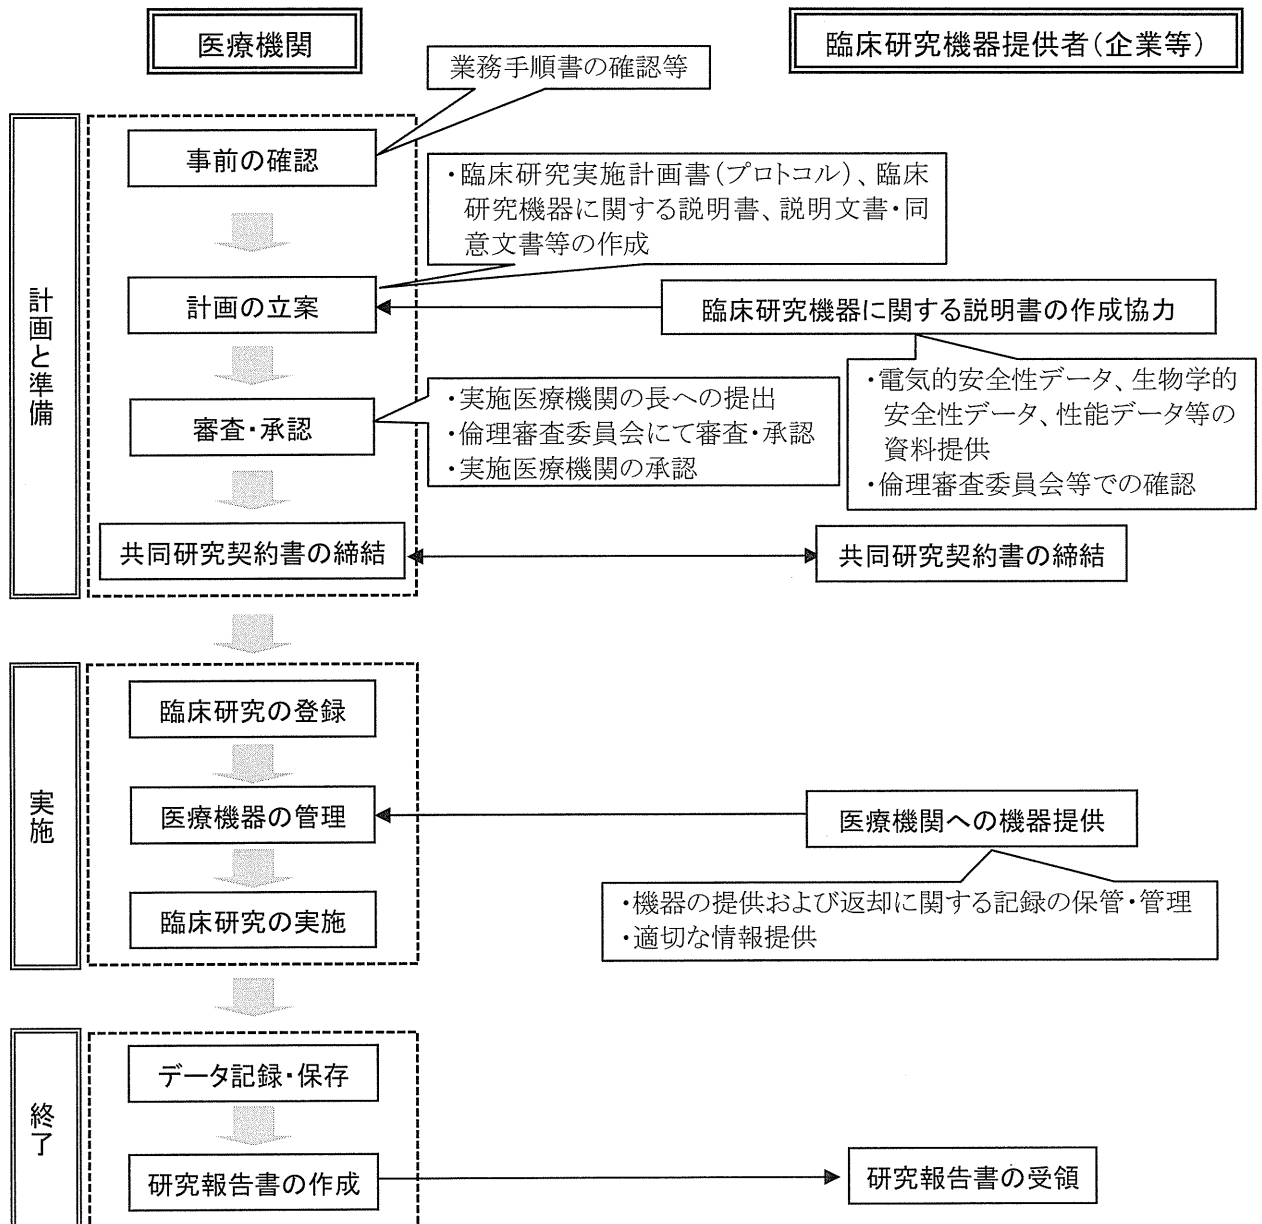 医療機関
臨床研究機器提供者(企業等)
業務手順書の確認等
計画と準備
事前の確認
・臨床研究実施計画書(プロトコル)、臨床
研究機器に関する説明書、説明文書・同
意文書等の作成
計画の立案
臨床研究機器に関する説明書の作成協力
・電気的安全性データ、生物学的
安全性データ、性能データ等の
資料提供
・倫理審査委員会等での確認
審査・承認
・実施医療機関の長への提出
・倫理審査委員会にて審査・承認
・実施医療機関の承認
共同研究契約書の締結
共同研究契約書の締結
実施
臨床研究の登録
医療機器の管理
医療機関への機器提供
・機器の提供および返却に関する記録の保管・管理
・適切な情報提供
臨床研究の実施
終了
データ記録・保存
研究報告書の作成
研究報告書の受領